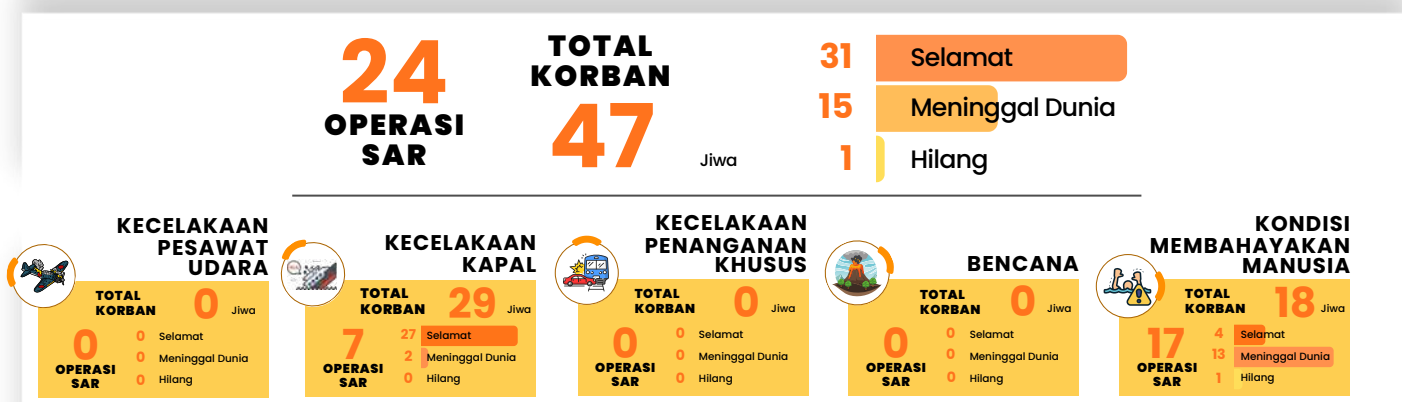 24
OPERASI
SAR
TOTAL
KORBAN
47
Jiwa
31 Selamat
15 Meninggal Dunia
1 Hilang
KECELAKAAN
PESAWAT
UDARA
TOTAL
KORBAN
0 Jiwa
0
OPERASI
SAR
0 Selamat
0 Meninggal Dunia
0 Hilang
KECELAKAAN
KAPAL
TOTAL
KORBAN
29 Jiwa
7
OPERASI
SAR
27 Selamat
2 Meninggal Dunia
0 Hilang
KECELAKAAN
PENANGANAN
KHUSUS
TOTAL
KORBAN
0 Jiwa
0
OPERASI
SAR
0 Selamat
0 Meninggal Dunia
0 Hilang
BENCANA
TOTAL
KORBAN
0 Jiwa
0
OPERASI
SAR
0 Selamat
0 Meninggal Dunia
0 Hilang
KONDISI
MEMBAHAYAKAN
MANUSIA
TOTAL
KORBAN
18 Jiwa
17
OPERASI
SAR
4 Selamat
13 Meninggal Dunia
1 Hilang